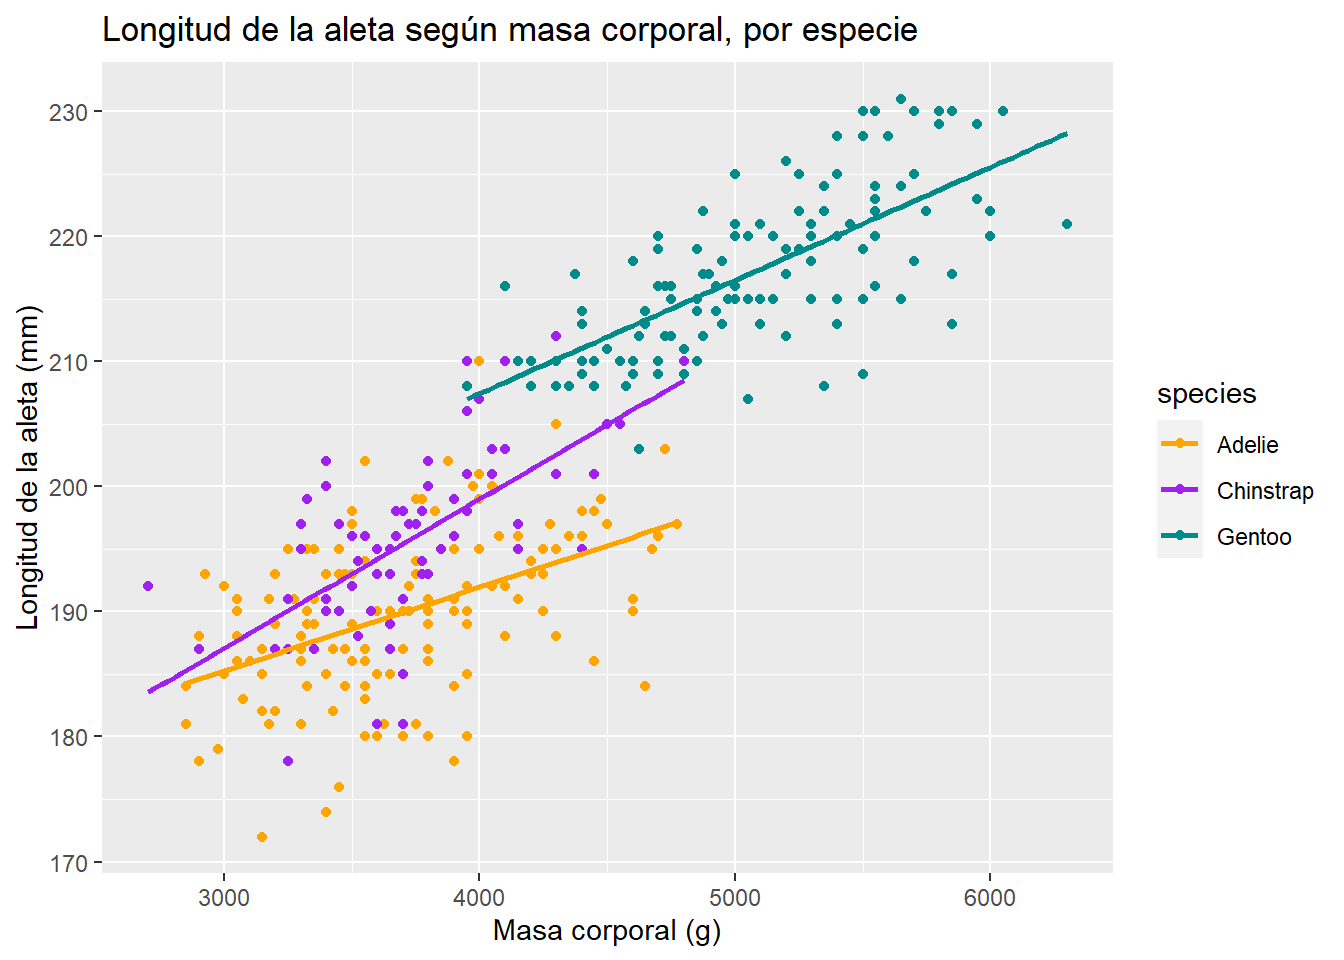 Longitud de la aleta según masa corporal, por especie
Longitud de la aleta (mm)
230
220
210
200
190
180
170
3000 4000 5000 6000
Masa corporal (g)
species
Adelie
Chinstrap
Gentoo